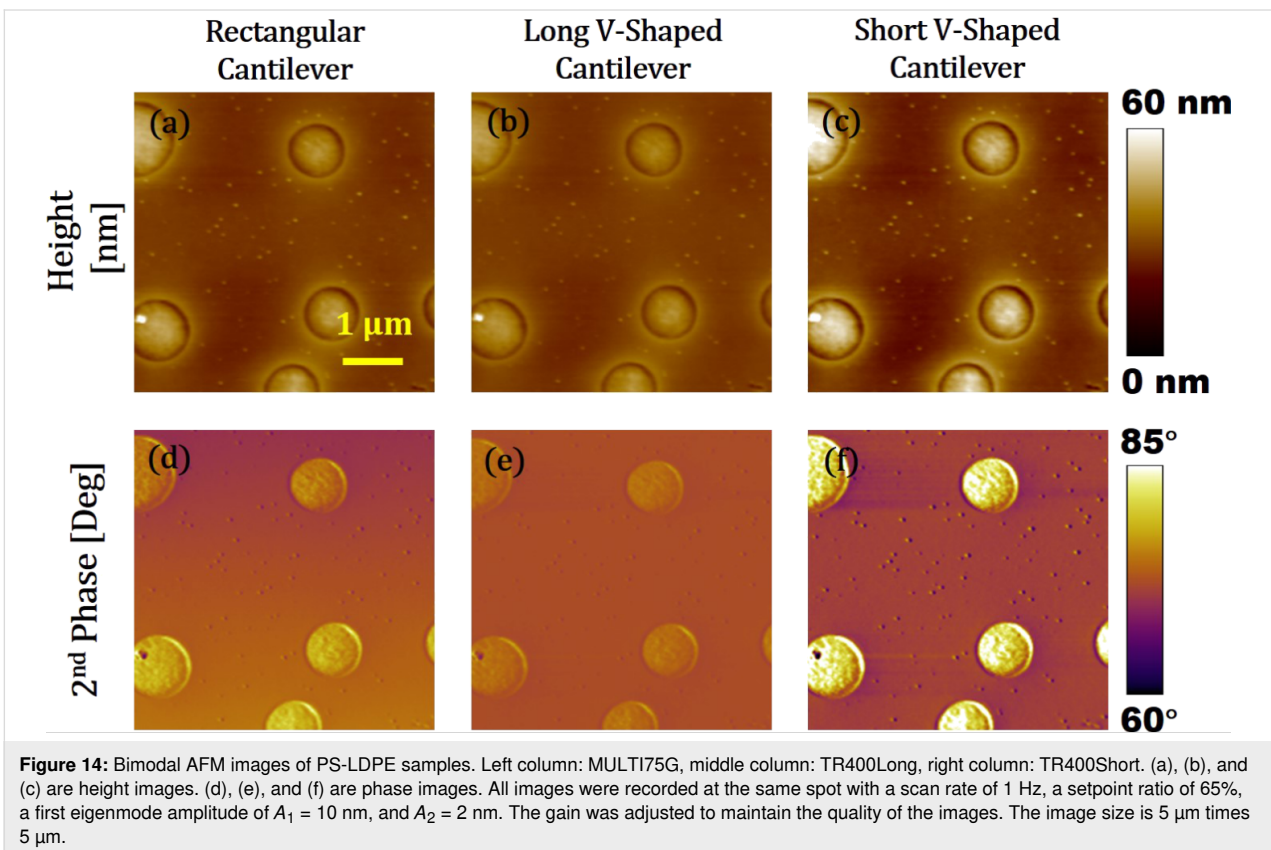 Rectangular
Cantilever
Long V-Shaped
Cantilever
Short V-Shaped
Cantilever
Height
[nm]
(a)
1 μm
(b)
(c)
60 nm
0 nm
2nd Phase [Deg]
(d)
(e)
(f)
85°
60°
Figure 14: Bimodal AFM images of PS-LDPE samples. Left column: MULTI75G, middle column: TR400Long, right column: TR400Short. (a), (b), and
(c) are height images. (d), (e), and (f) are phase images. All images were recorded at the same spot with a scan rate of 1 Hz, a setpoint ratio of 65%,
a first eigenmode amplitude of A1 = 10 nm, and A2 = 2 nm. The gain was adjusted to maintain the quality of the images. The image size is 5 μm times
5 μm.